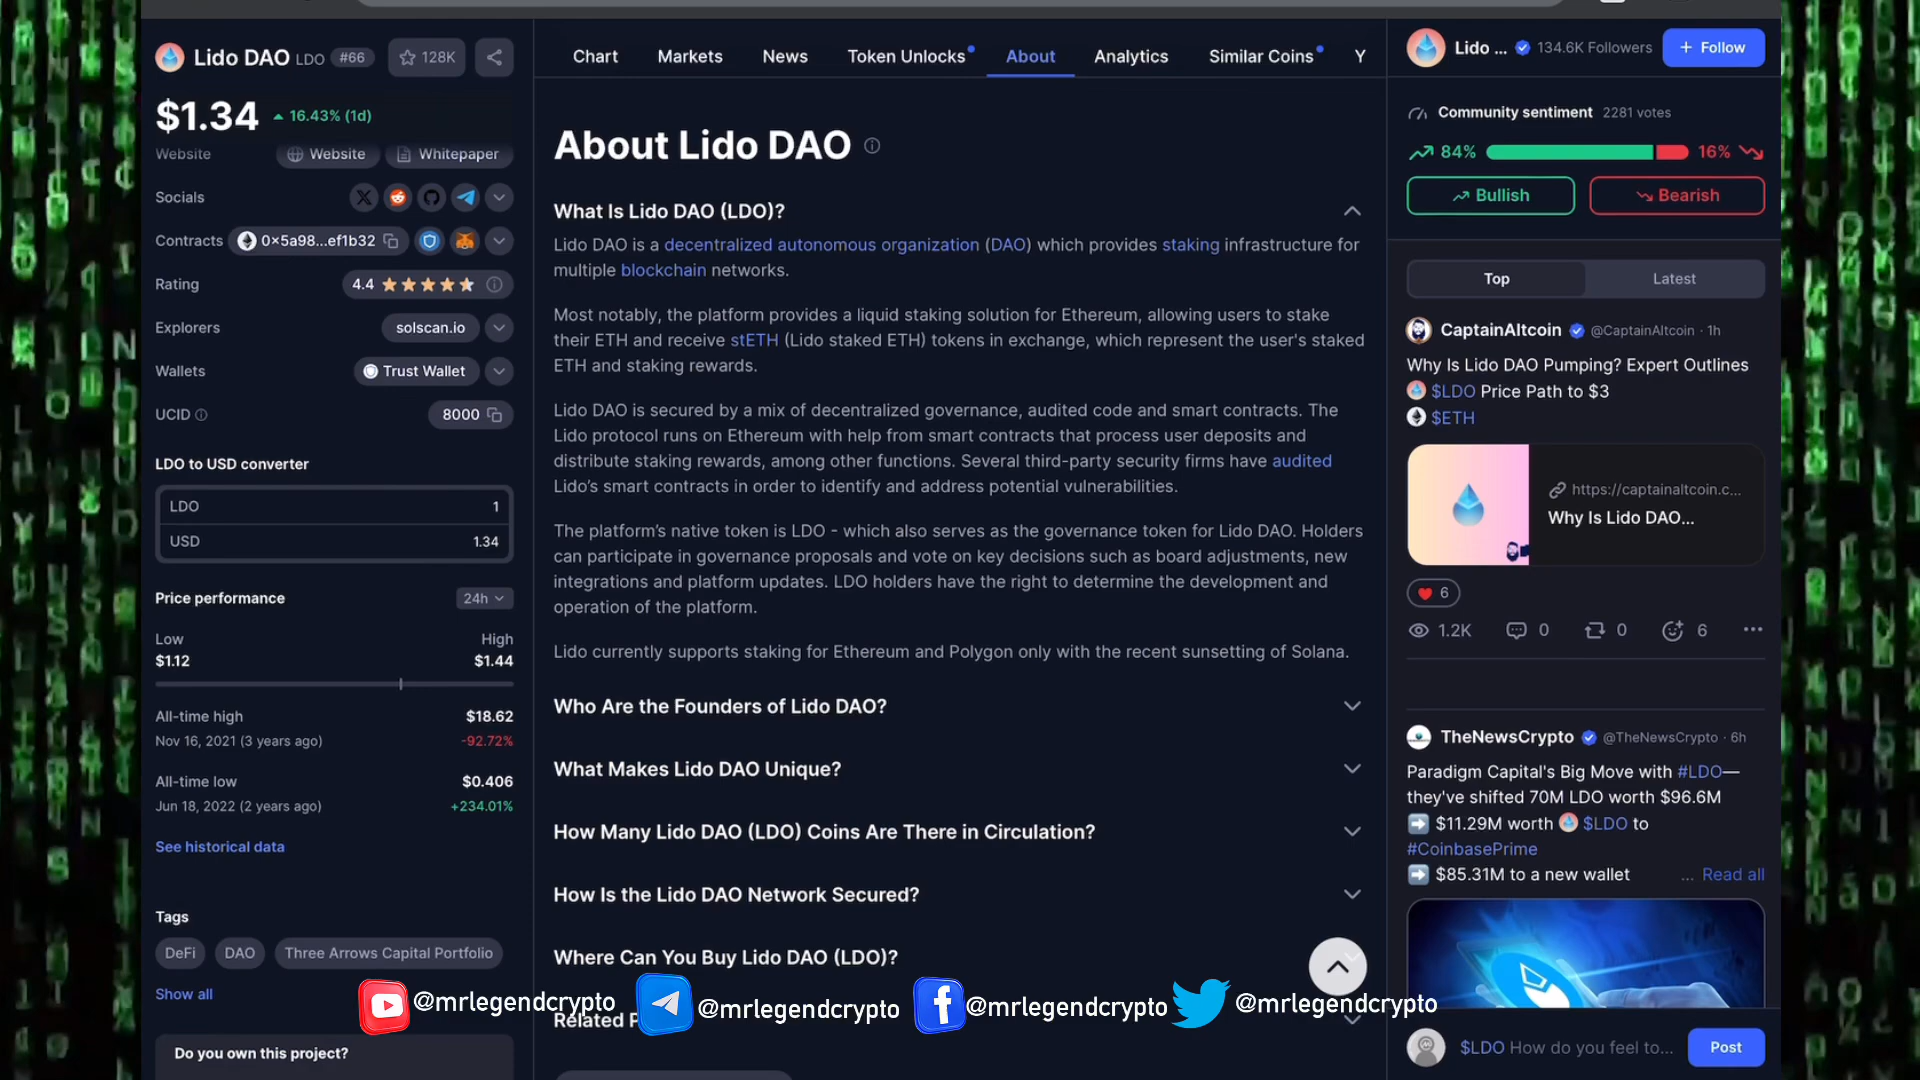 Lido DAO LDO #66 128K
$1.34 16.43% (1d)
Website Website Whitepaper
Socials
Contracts 0×5a98...ef1b32
Rating 4.4
Explorers solscan.io
Wallets Trust Wallet
UCID 8000
LDO to USD converter
LDO 1
USD 1.34
Price performance 24h
Low High
$1.12 $1.44
All-time high $18.62
Nov 16, 2021 (3 years ago) -92.72%
All-time low $0.406
Jun 18, 2022 (2 years ago) +234.01%
See historical data
Tags
DeFi DAO Three Arrows Capital Portfolio
Show all
Do you own this project?
Chart Markets News Token Unlocks About Analytics Similar Coins Y
About Lido DAO
What Is Lido DAO (LDO)?
Lido DAO is a decentralized autonomous organization (DAO) which provides staking infrastructure for
multiple blockchain networks.
Most notably, the platform provides a liquid staking solution for Ethereum, allowing users to stake
their ETH and receive stETH (Lido staked ETH) tokens in exchange, which represent the user's staked
ETH and staking rewards.
Lido DAO is secured by a mix of decentralized governance, audited code and smart contracts. The
Lido protocol runs on Ethereum with help from smart contracts that process user deposits and
distribute staking rewards, among other functions. Several third-party security firms have audited
Lido’s smart contracts in order to identify and address potential vulnerabilities.
The platform’s native token is LDO - which also serves as the governance token for Lido DAO. Holders
can participate in governance proposals and vote on key decisions such as board adjustments, new
integrations and platform updates. LDO holders have the right to determine the development and
operation of the platform.
Lido currently supports staking for Ethereum and Polygon only with the recent sunsetting of Solana.
Who Are the Founders of Lido DAO?
What Makes Lido DAO Unique?
How Many Lido DAO (LDO) Coins Are There in Circulation?
How Is the Lido DAO Network Secured?
Where Can You Buy Lido DAO (LDO)?
Related P
Lido ... 134.6K Followers + Follow
Community sentiment 2281 votes
84% 16%
Bullish Bearish
Top Latest
CaptainAltcoin @CaptainAltcoin · 1h
Why Is Lido DAO Pumping? Expert Outlines
$LDO Price Path to $3
$ETH
https://captainaltcoin.c...
Why Is Lido DAO...
6
1.2K 0 0 6
TheNewsCrypto @TheNewsCrypto · 6h
Paradigm Capital's Big Move with #LDO—
they've shifted 70M LDO worth $96.6M
$11.29M worth $LDO to
#CoinbasePrime
$85.31M to a new wallet ... Read all
$LDO How do you feel to... Post
@mrlegendcrypto @mrlegendcrypto @mrlegendcrypto @mrlegendcrypto